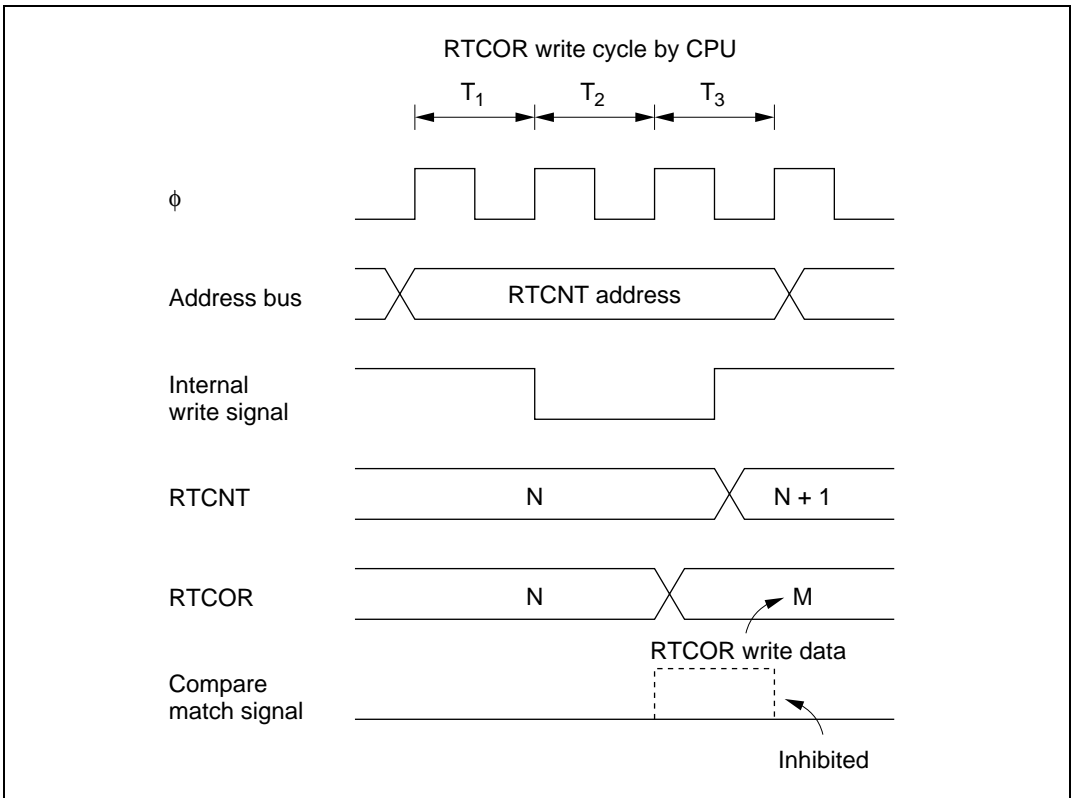 RTCOR write cycle by CPU
T1 T2 T3
φ
Address bus
RTCNT address
Internal
write signal
RTCNT
N
N + 1
RTCOR
N
M
RTCOR write data
Compare
match signal
Inhibited